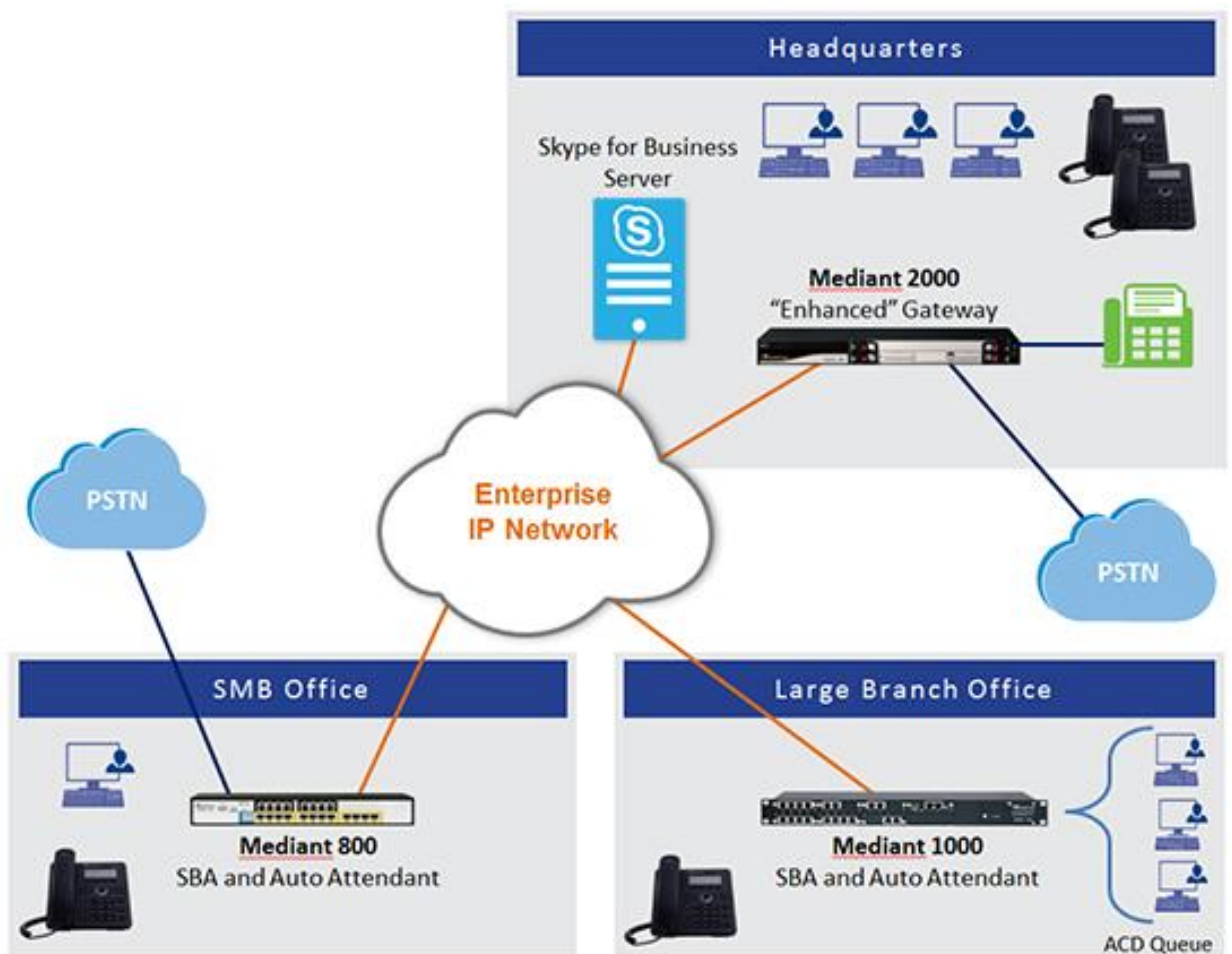 Headquarters
Skype for Business
Server
S
Mediant 2000
“Enhanced” Gateway
PSTN
Enterprise
IP Network
PSTN
SMB Office
Mediant 800
SBA and Auto Attendant
Large Branch Office
Mediant 1000
SBA and Auto Attendant
ACD Queue